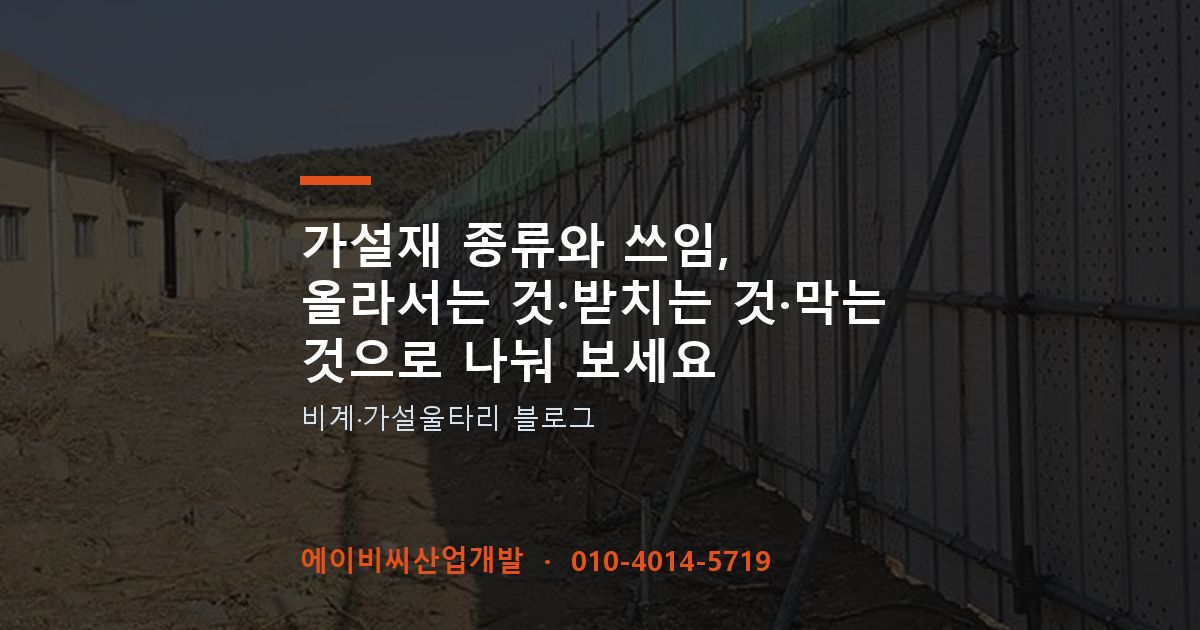 가설재 종류와 쓰임,
올라서는 것·받치는 것·막는
것으로 나눠 보세요
비계·가설울타리 블로그
에이비씨산업개발 · 010-4014-5719